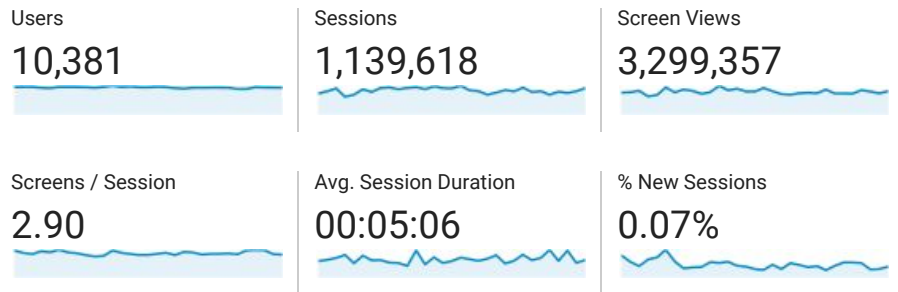 Users
10,381
Sessions
1,139,618
Screen Views
3,299,357
Screens / Session
2.90
Avg. Session Duration
00:05:06
% New Sessions
0.07%